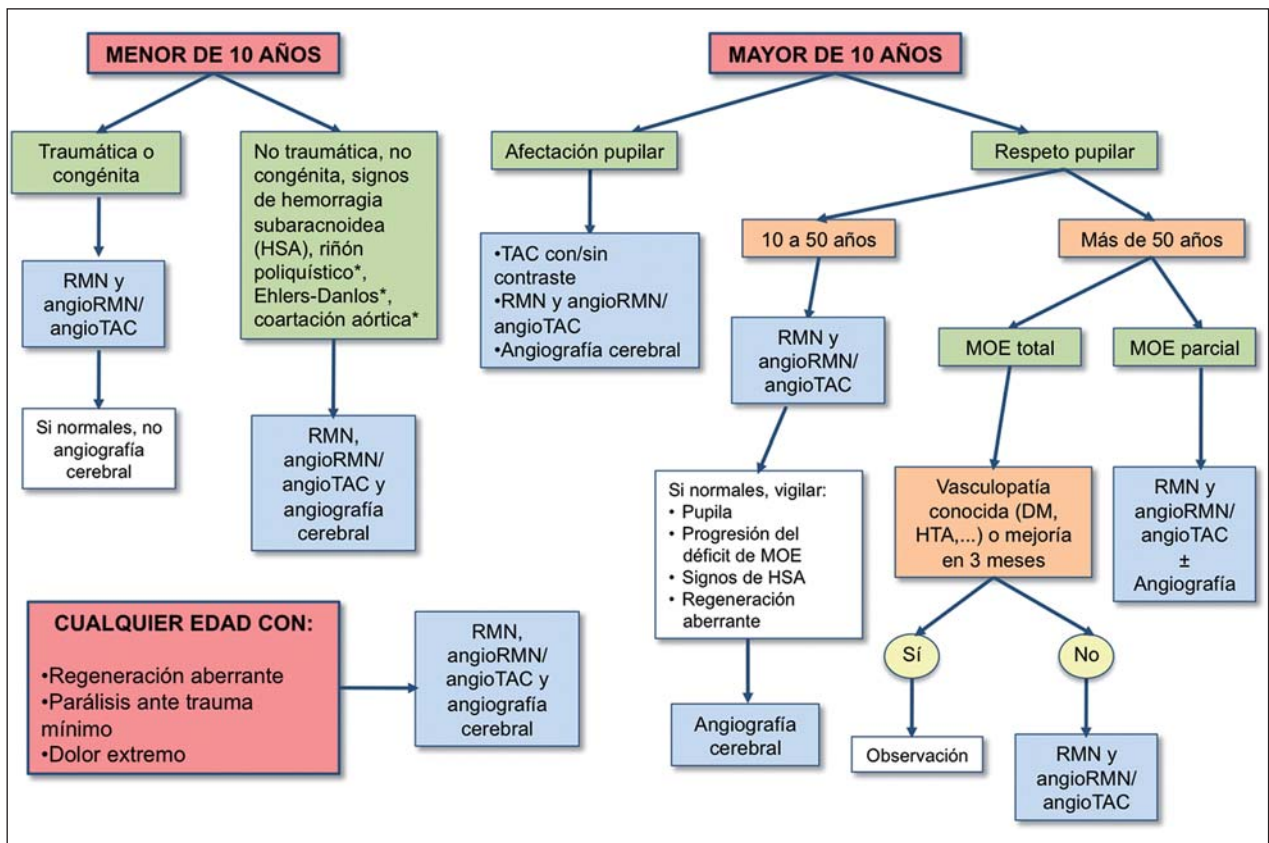 MENOR DE 10 AÑOS
Traumática o
congénita
RMN y
angioRMN/
angioTAC
Si normales, no
angiografía
cerebral
No traumática, no
congénita, signos
de hemorragia
subaracnoidea
(HSA), riñón
poliquístico*,
Ehlers-Danlos*,
coartación aórtica*
RMN,
angioRMN/
angioTAC y
angiografía
cerebral
CUALQUIER EDAD CON:
•Regeneración aberrante
•Parálisis ante trauma
mínimo
•Dolor extremo
RMN,
angioRMN/
angioTAC y
angiografía
cerebral
MAYOR DE 10 AÑOS
Afectación pupilar
•TAC con/sin
contraste
•RMN y angioRMN/
angioTAC
•Angiografía cerebral
Respeto pupilar
10 a 50 años
RMN y
angioRMN/
angioTAC
Si normales, vigilar:
• Pupila
• Progresión del
déficit de MOE
• Signos de HSA
• Regeneración
aberrante
Angiografía
cerebral
Más de 50 años
MOE total
Vasculopatía
conocida (DM,
HTA,...) o mejoría
en 3 meses
Sí
Observación
No
RMN y
angioRMN/
angioTAC
MOE parcial
RMN y
angioRMN/
angioTAC
±
Angiografía